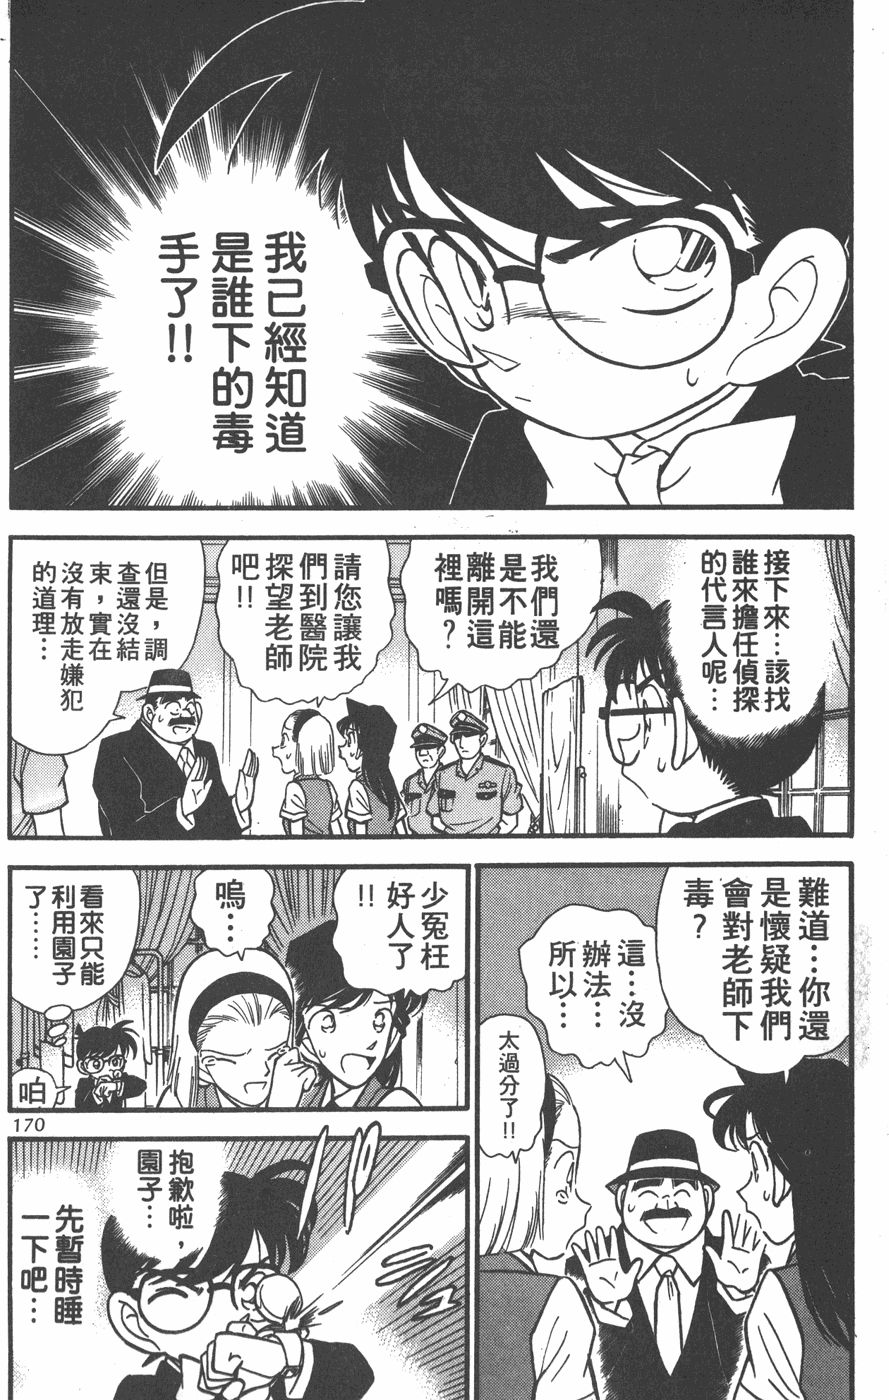 我已經知道
是誰下的毒
手了!!
接下來…該找
誰來擔任偵探
的代言人呢…
我們還
是不能
離開這
裡嗎?
請您讓我
們到醫院
探望老師
吧!!
但是，調
查還沒結
束，實在
沒有放走嫌犯
的道理…
難道…你還
是懷疑我們
會對老師下
毒?
這…沒
辦法…
所以…
太過分了!!
少冤枉
好人了
!!
嗚…
看來只能
利用園子
了……
啪
170
抱歉啦，
園子…
先暫時睡
一下吧…